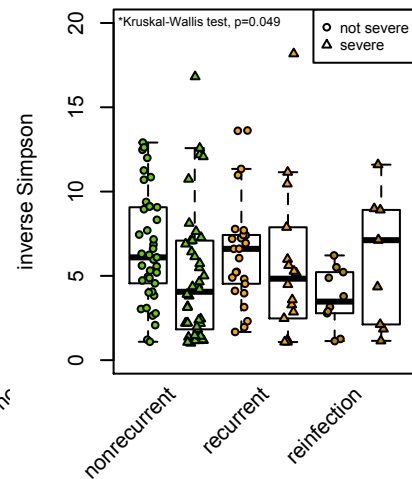 *Kruskal-Wallis test, p=0.049
not severe
severe
inverse Simpson
20
15
10
5
0
nonrecurrent
recurrent
reinfection